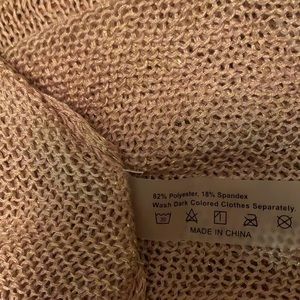 82% Polyester, 18% Spandex
Wash Dark Colored Clothes Separately
MADE IN CHINA